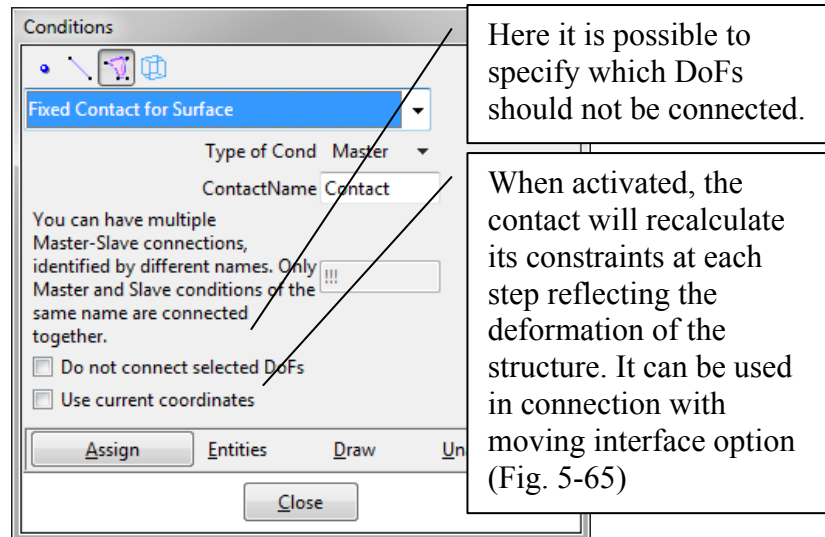 Conditions
Fixed Contact for Surface
Type of Cond Master
ContactName Contact
You can have multiple
Master-Slave connections,
identified by different names. Only
Master and Slave conditions of the
same name are connected
together.
!!!
Do not connect selected DoFs
Use current coordinates
Assign Entities Draw Una
Close
Here it is possible to
specify which DoFs
should not be connected.
When activated, the
contact will recalculate
its constraints at each
step reflecting the
deformation of the
structure. It can be used
in connection with
moving interface option
(Fig. 5-65)